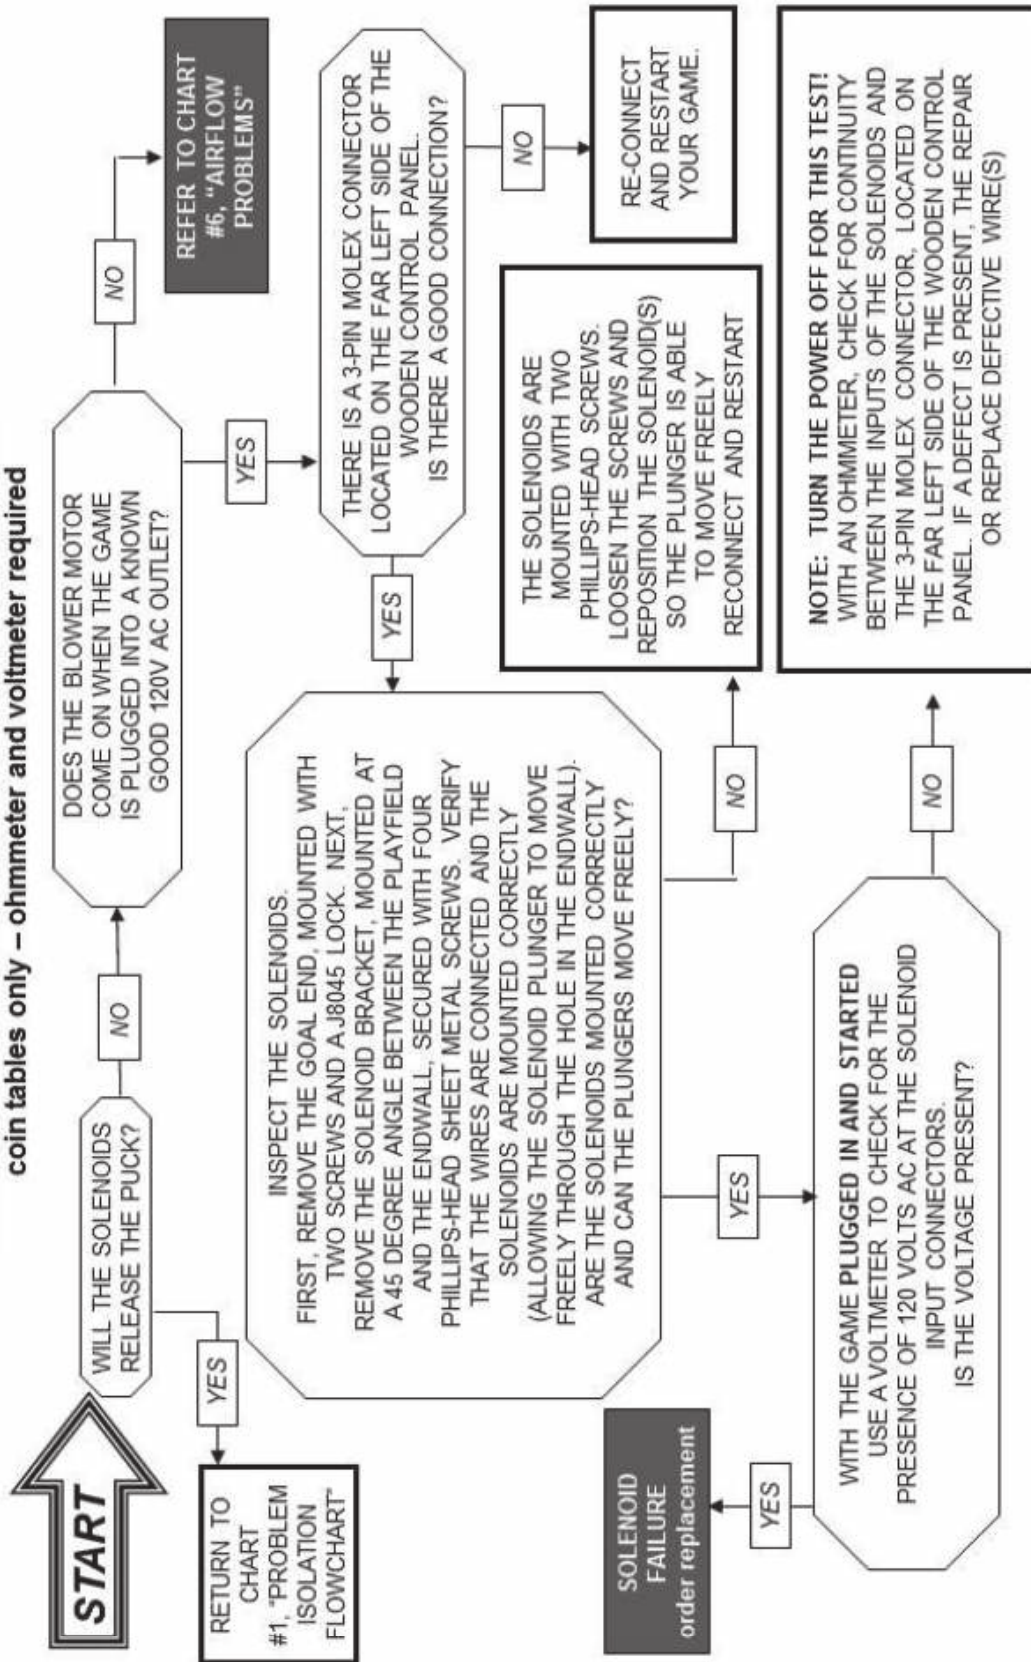 coin tables only – ohmmeter and voltmeter required
START
WILL THE SOLENOIDS
RELEASE THE PUCK?
NO
YES
RETURN TO
CHART
#1, "PROBLEM
ISOLATION
FLOWCHART"
DOES THE BLOWER MOTOR
COME ON WHEN THE GAME
IS PLUGGED INTO A KNOWN
GOOD 120V AC OUTLET?
NO
REFER TO CHART
#6, "AIRFLOW
PROBLEMS"
YES
THERE IS A 3-PIN MOLEX CONNECTOR
LOCATED ON THE FAR LEFT SIDE OF THE
WOODEN CONTROL PANEL.
IS THERE A GOOD CONNECTION?
NO
RE-CONNECT
AND RESTART
YOUR GAME.
YES
INSPECT THE SOLENOIDS.
FIRST, REMOVE THE GOAL END, MOUNTED WITH
TWO SCREWS AND A J8045 LOCK. NEXT,
REMOVE THE SOLENOID BRACKET, MOUNTED AT
A 45 DEGREE ANGLE BETWEEN THE PLAYFIELD
AND THE ENDWALL, SECURED WITH FOUR
PHILLIPS-HEAD SHEET METAL SCREWS. VERIFY
THAT THE WIRES ARE CONNECTED AND THE
SOLENOIDS ARE MOUNTED CORRECTLY
(ALLOWING THE SOLENOID PLUNGER TO MOVE
FREELY THROUGH THE HOLE IN THE ENDWALL).
ARE THE SOLENOIDS MOUNTED CORRECTLY
AND CAN THE PLUNGERS MOVE FREELY?
NO
THE SOLENOIDS ARE
MOUNTED WITH TWO
PHILLIPS-HEAD SCREWS.
LOOSEN THE SCREWS AND
REPOSITION THE SOLENOID(S)
SO THE PLUNGER IS ABLE
TO MOVE FREELY
RECONNECT AND RESTART
YES
WITH THE GAME PLUGGED IN AND STARTED
USE A VOLTMETER TO CHECK FOR THE
PRESENCE OF 120 VOLTS AC AT THE SOLENOID
INPUT CONNECTORS.
IS THE VOLTAGE PRESENT?
YES
SOLENOID
FAILURE
order replacement
NO
NOTE: TURN THE POWER OFF FOR THIS TEST!
WITH AN OHMMETER, CHECK FOR CONTINUITY
BETWEEN THE INPUTS OF THE SOLENOIDS AND
THE 3-PIN MOLEX CONNECTOR, LOCATED ON
THE FAR LEFT SIDE OF THE WOODEN CONTROL
PANEL. IF A DEFECT IS PRESENT, THE REPAIR
OR REPLACE DEFECTIVE WIRE(S)